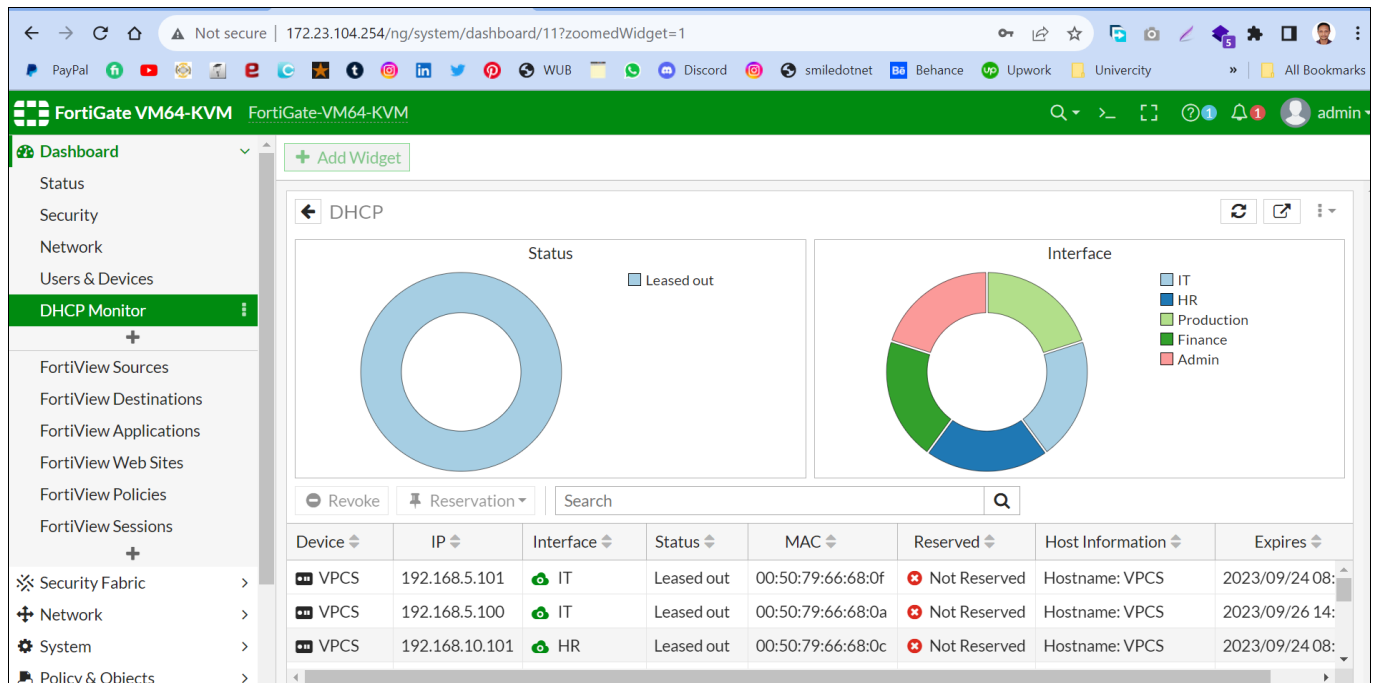 Not secure | 172.23.104.254/ng/system/dashboard/11?zoomedWidget=1
5
PayPal WUB Discord smiledotnet Bē Behance up Upwork Univercity » All Bookmarks
FortiGate VM64-KVM FortiGate-VM64-KVM >_ ? 1 1 admin
Dashboard
Status
Security
Network
Users & Devices
DHCP Monitor
+
FortiView Sources
FortiView Destinations
FortiView Applications
FortiView Web Sites
FortiView Policies
FortiView Sessions
+
Security Fabric >
Network >
System >
Policy & Objects >
+ Add Widget
DHCP
Status
Leased out
Interface
IT
HR
Production
Finance
Admin
Revoke Reservation Search
Device IP Interface Status MAC Reserved Host Information Expires
VPCS 192.168.5.101 IT Leased out 00:50:79:66:68:0f Not Reserved Hostname: VPCS 2023/09/24 08:
VPCS 192.168.5.100 IT Leased out 00:50:79:66:68:0a Not Reserved Hostname: VPCS 2023/09/26 14:
VPCS 192.168.10.101 HR Leased out 00:50:79:66:68:0c Not Reserved Hostname: VPCS 2023/09/24 08: